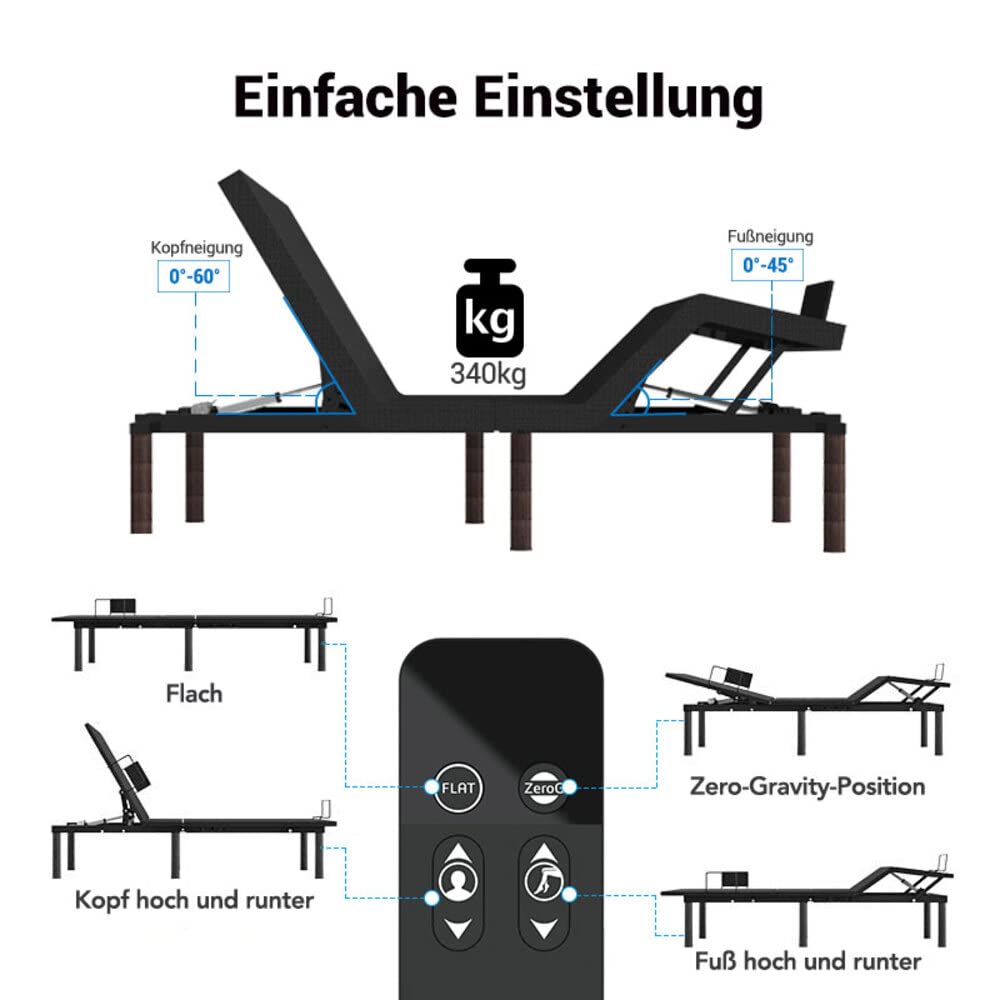 Einfache Einstellung
Kopfneigung
0°-60°
Fußneigung
0°-45°
kg
340kg
Flach
FLAT
ZeroG
Zero-Gravity-Position
Kopf hoch und runter
Fuß hoch und runter